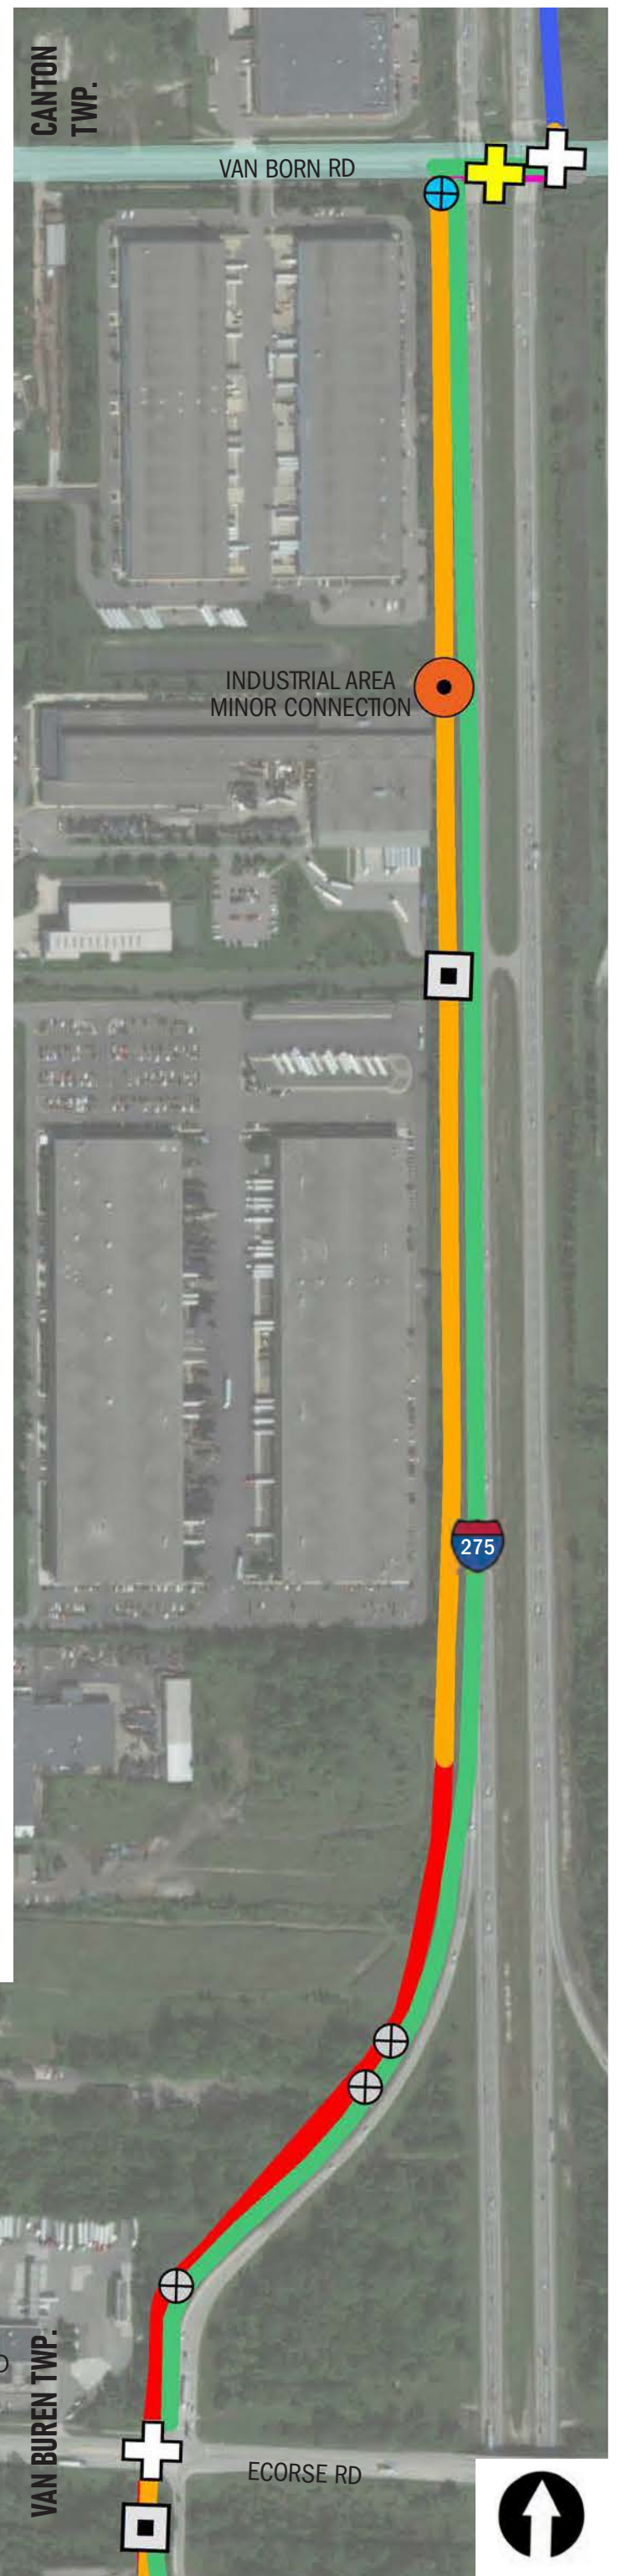 CANTON
TWP.
VAN BORN RD
INDUSTRIAL AREA
MINOR CONNECTION
275
VAN BUREN TWP.
ECORSE RD